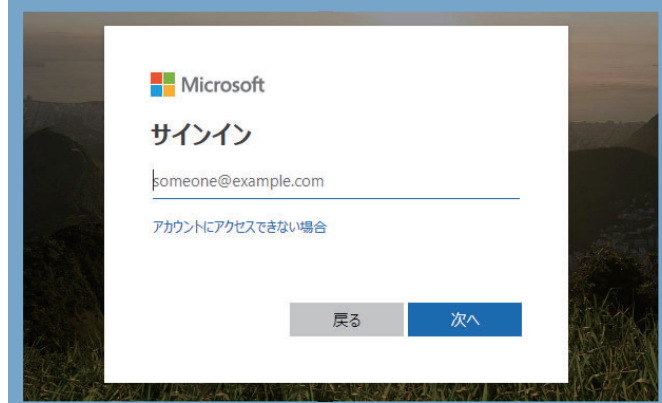 Microsoft
サインイン
someone@example.com
アカウントにアクセスできない場合
戻る 次へ